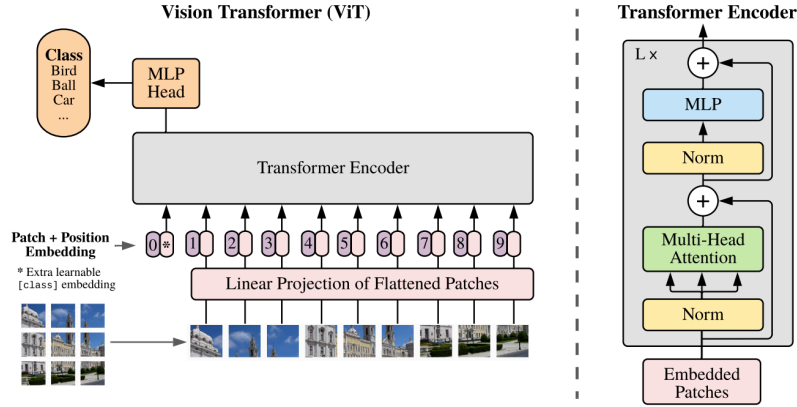 Vision Transformer (ViT)
Class
Bird
Ball
Car
...
MLP
Head
Transformer Encoder
Patch + Position
Embedding
0 * 1 2 3 4 5 6 7 8 9
* Extra learnable
[class] embedding
Linear Projection of Flattened Patches
Transformer Encoder
L ×
+
MLP
Norm
+
Multi-Head
Attention
Norm
Embedded
Patches